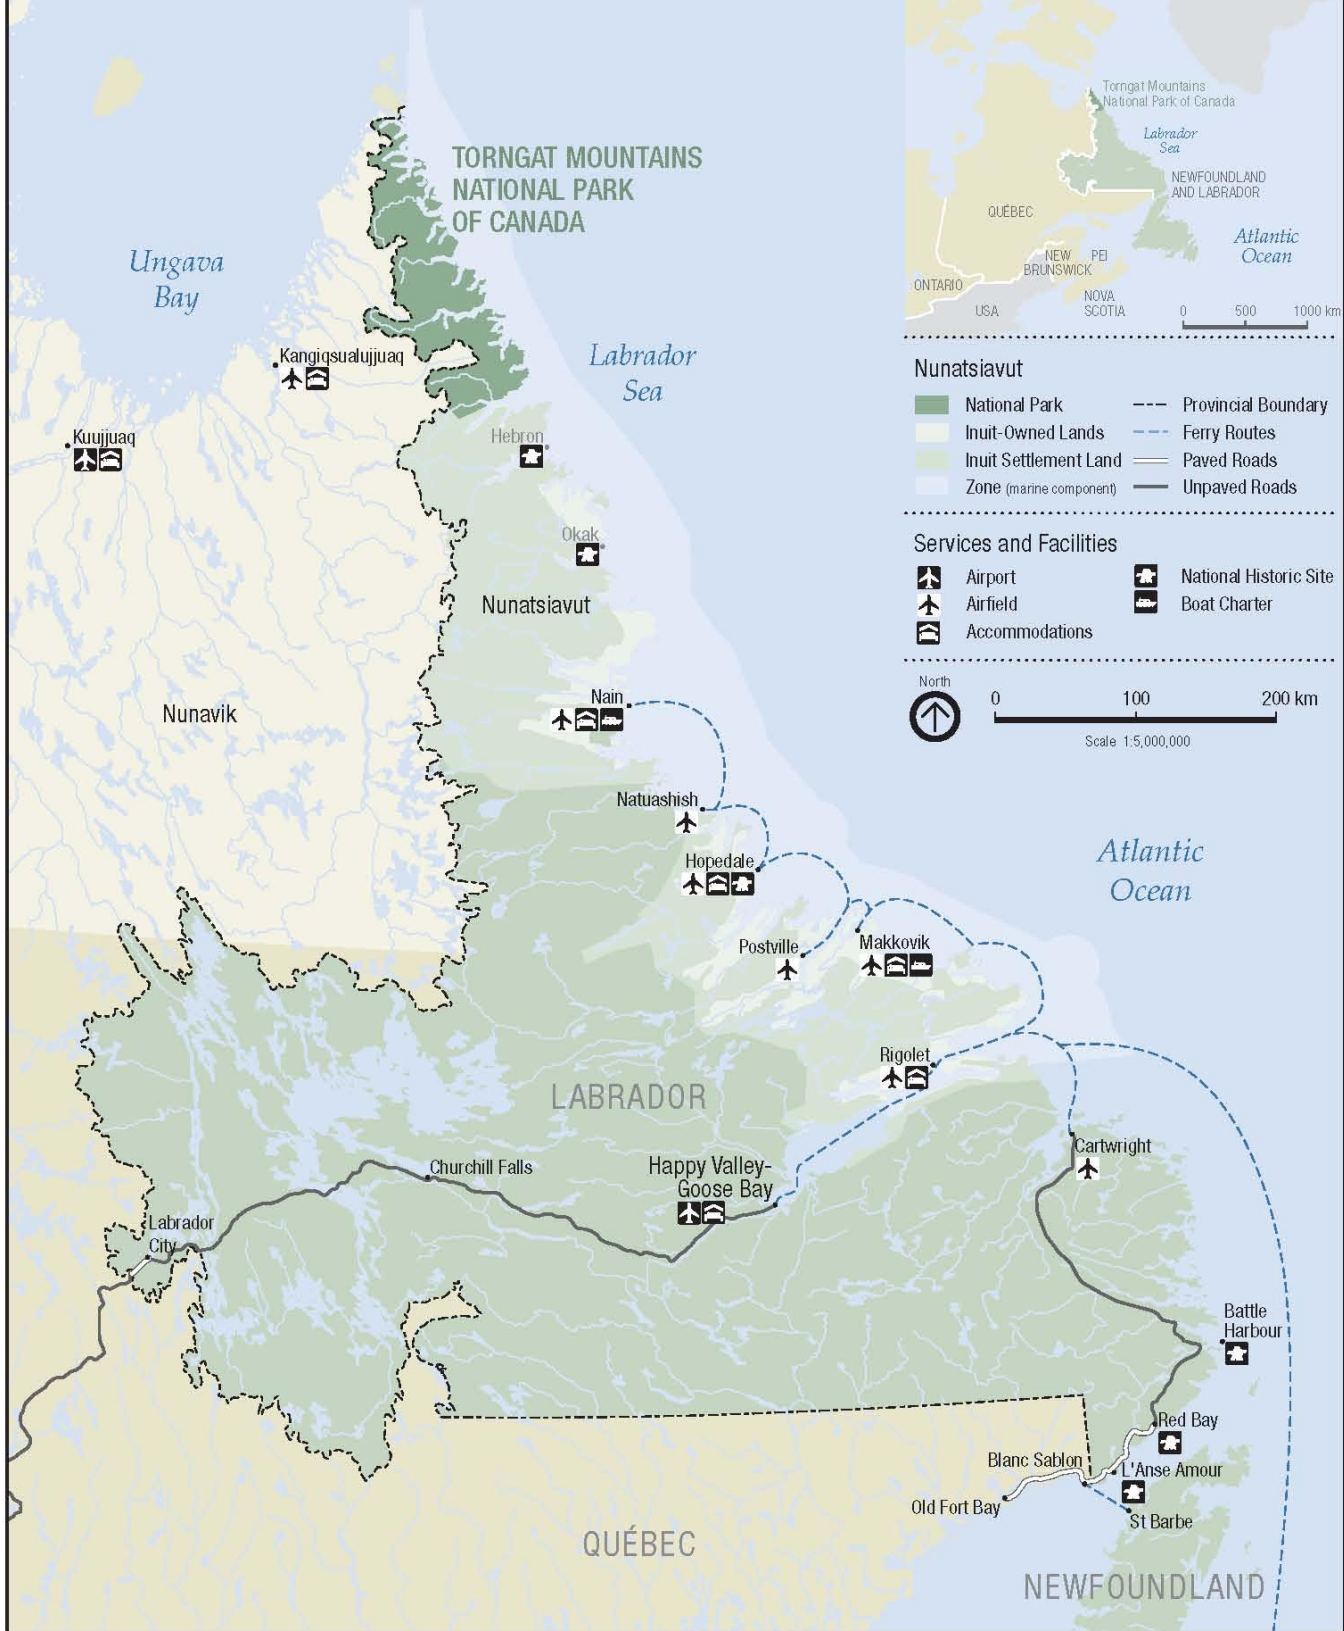 TORNGAT MOUNTAINS
NATIONAL PARK
OF CANADA
Ungava
Bay
Labrador
Sea
Kangiqsualujjuaq
Kuujjuaq
Hebron
Okak
Nunatsiavut
Nain
Nunavik
Natuashish
Hopedale
Postville
Makkovik
Atlantic
Ocean
Rigolet
LABRADOR
Cartwright
Churchill Falls
Happy Valley-
Goose Bay
Labrador
City
Battle
Harbour
Red Bay
Blanc Sablon
L'Anse Amour
Old Fort Bay
St Barbe
QUÉBEC
NEWFOUNDLAND
Torngat Mountains
National Park of Canada
Labrador
Sea
NEWFOUNDLAND
AND LABRADOR
QUÉBEC
Atlantic
Ocean
NEW
BRUNSWICK
PEI
ONTARIO
NOVA
SCOTIA
USA
0 500 1000 km
Nunatsiavut
National Park
Inuit-Owned Lands
Inuit Settlement Land
Zone (marine component)
Provincial Boundary
Ferry Routes
Paved Roads
Unpaved Roads
Services and Facilities
Airport
Airfield
Accommodations
National Historic Site
Boat Charter
North
0 100 200 km
Scale 1:5,000,000